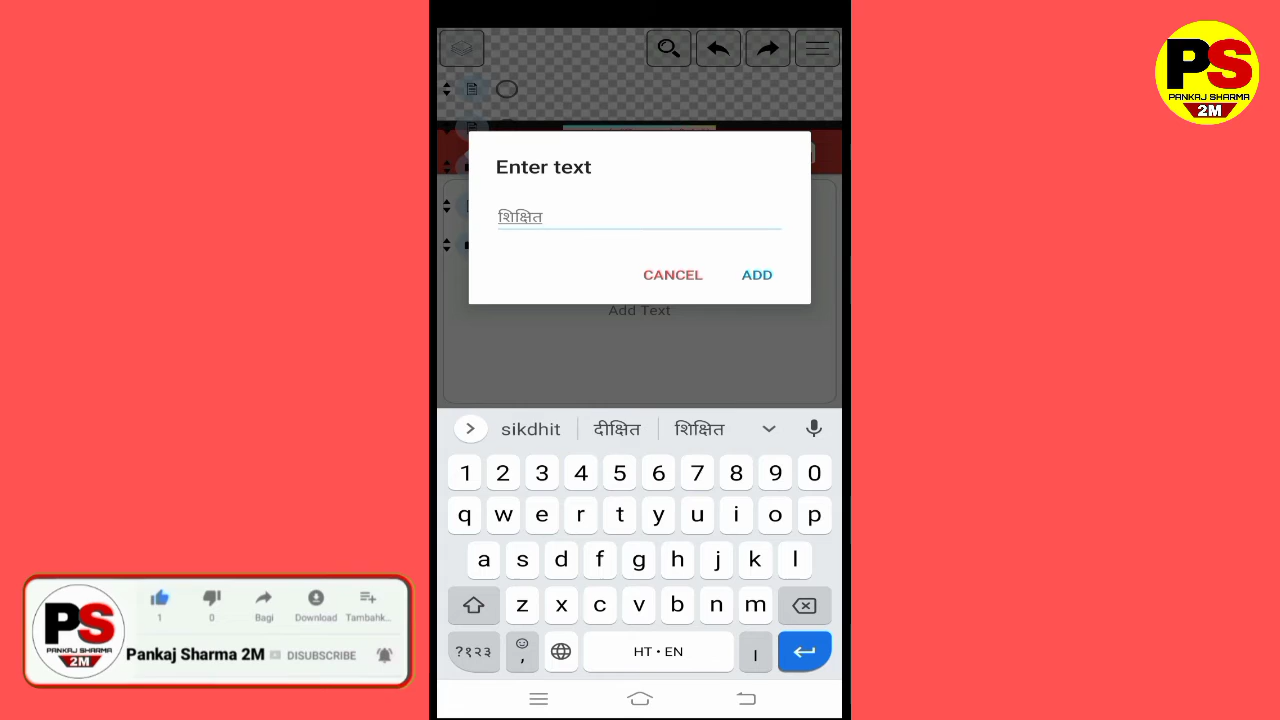 PS
PANKAJ SHARMA
2M
Enter text
शिक्षित
CANCEL ADD
Add Text
sikdhit दीक्षित शिक्षित
1 2 3 4 5 6 7 8 9 0
q w e r t y u i o p
a s d f g h j k l
z x c v b n m
?१२३ , HT • EN ।
PS
PANKAJ SHARMA
2M
1 0 Bagi Download Tambahk...
Pankaj Sharma 2M DISUBSCRIBE